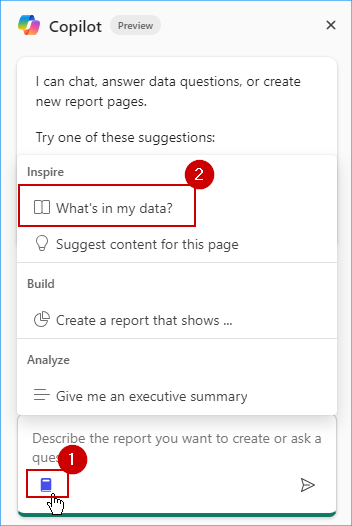 Copilot Preview
I can chat, answer data questions, or create
new report pages.
Try one of these suggestions:
Inspire
2
What's in my data?
Suggest content for this page
Build
Create a report that shows ...
Analyze
Give me an executive summary
Describe the report you want to create or ask a
1